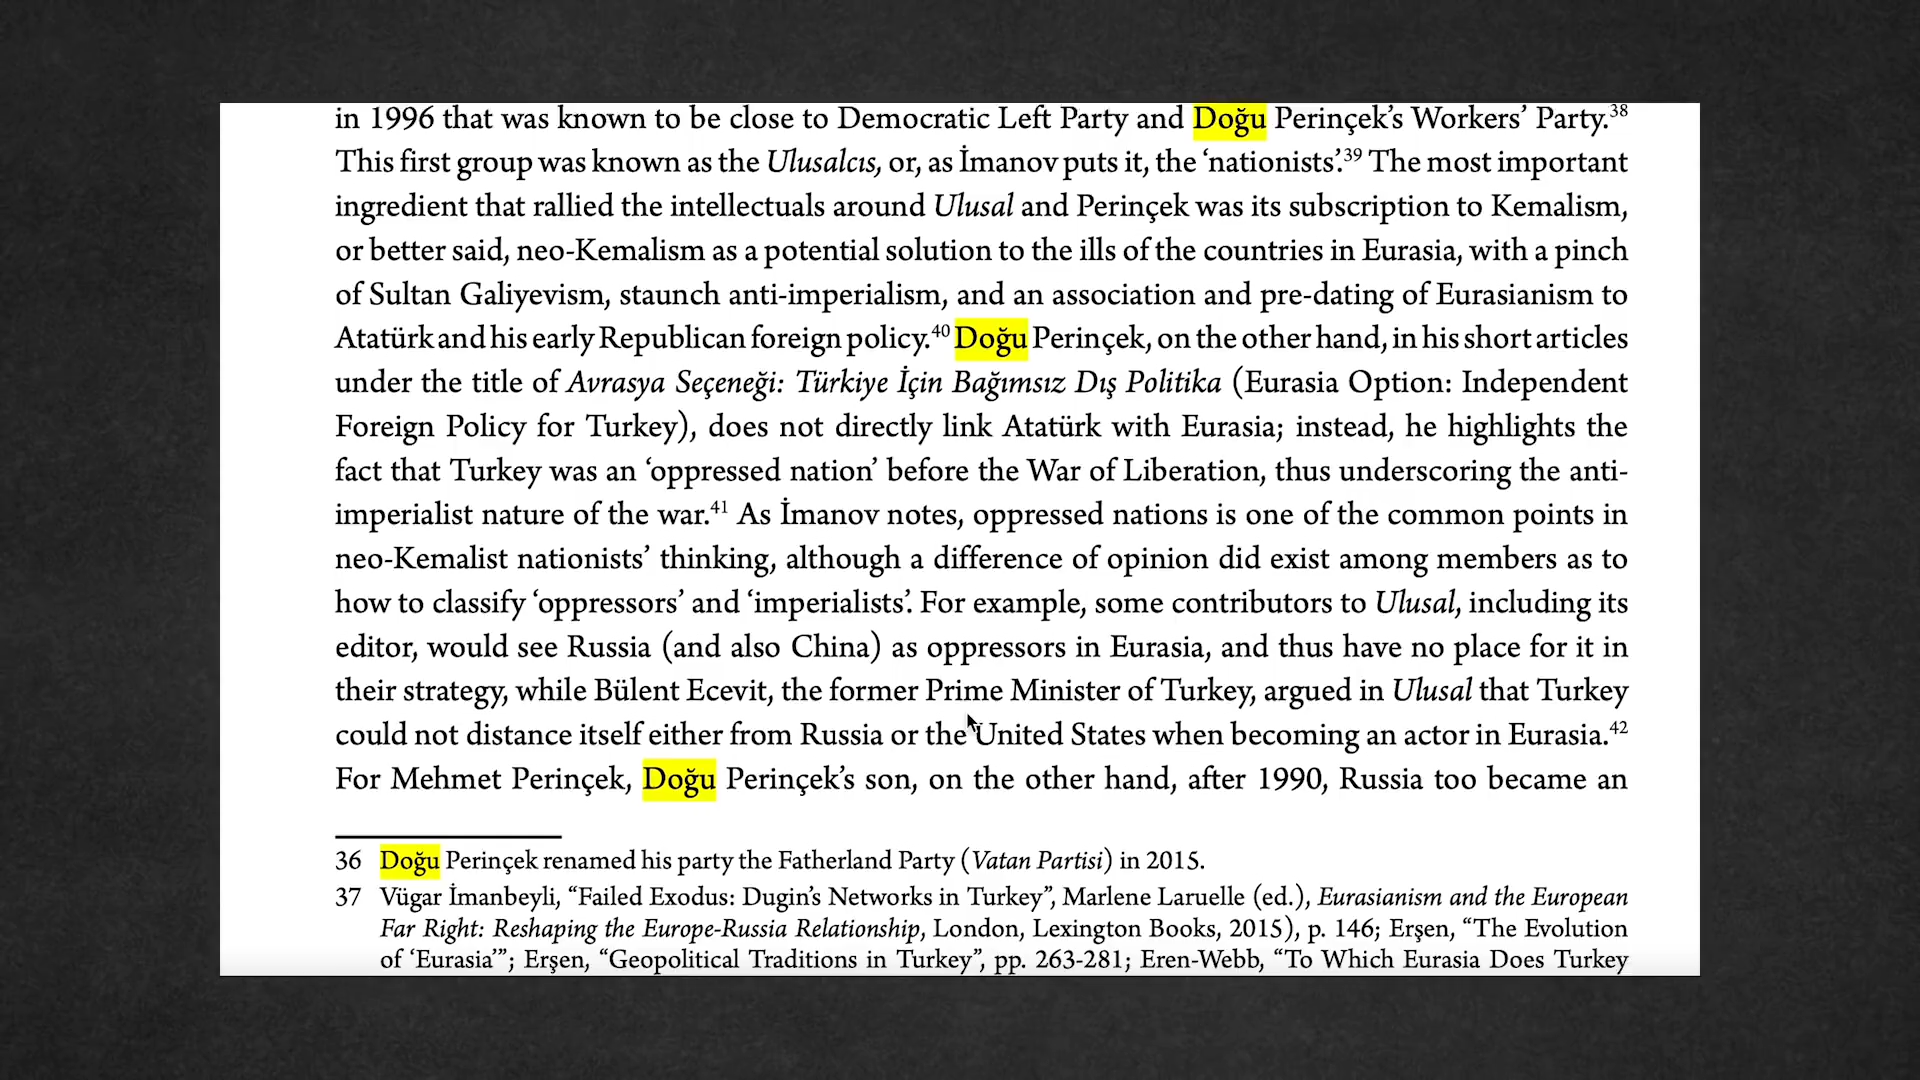 in 1996 that was known to be close to Democratic Left Party and Doğu Perinçek’s Workers’ Party.38
This first group was known as the Ulusalcıs, or, as İmanov puts it, the ‘nationists’.39 The most important
ingredient that rallied the intellectuals around Ulusal and Perinçek was its subscription to Kemalism,
or better said, neo-Kemalism as a potential solution to the ills of the countries in Eurasia, with a pinch
of Sultan Galiyevism, staunch anti-imperialism, and an association and pre-dating of Eurasianism to
Atatürk and his early Republican foreign policy.40 Doğu Perinçek, on the other hand, in his short articles
under the title of Avrasya Seçeneği: Türkiye İçin Bağımsız Dış Politika (Eurasia Option: Independent
Foreign Policy for Turkey), does not directly link Atatürk with Eurasia; instead, he highlights the
fact that Turkey was an ‘oppressed nation’ before the War of Liberation, thus underscoring the anti-
imperialist nature of the war.41 As İmanov notes, oppressed nations is one of the common points in
neo-Kemalist nationists’ thinking, although a difference of opinion did exist among members as to
how to classify ‘oppressors’ and ‘imperialists’. For example, some contributors to Ulusal, including its
editor, would see Russia (and also China) as oppressors in Eurasia, and thus have no place for it in
their strategy, while Bülent Ecevit, the former Prime Minister of Turkey, argued in Ulusal that Turkey
could not distance itself either from Russia or the United States when becoming an actor in Eurasia.42
For Mehmet Perinçek, Doğu Perinçek’s son, on the other hand, after 1990, Russia too became an
36 Doğu Perinçek renamed his party the Fatherland Party (Vatan Partisi) in 2015.
37 Vügar İmanbeyli, “Failed Exodus: Dugin’s Networks in Turkey”, Marlene Laruelle (ed.), Eurasianism and the European
Far Right: Reshaping the Europe-Russia Relationship, London, Lexington Books, 2015), p. 146; Erşen, “The Evolution
of ‘Eurasia’”; Erşen, “Geopolitical Traditions in Turkey”, pp. 263-281; Eren-Webb, “To Which Eurasia Does Turkey